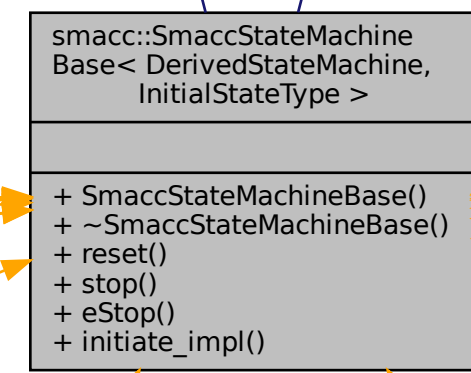 smacc::SmaccStateMachine
Base< DerivedStateMachine,
InitialStateType >
+ SmaccStateMachineBase()
+ ~SmaccStateMachineBase()
+ reset()
+ stop()
+ eStop()
+ initiate_impl()